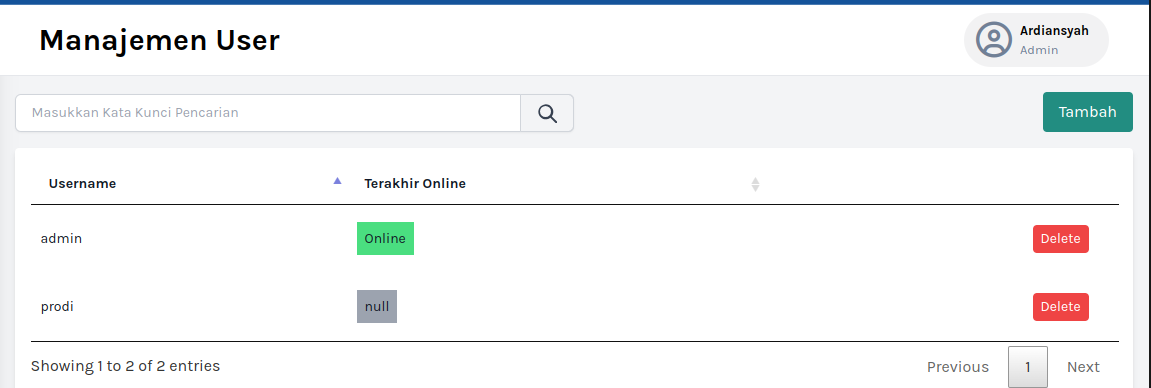 Manajemen User
Ardiansyah
Admin
Masukkan Kata Kunci Pencarian
Tambah
Username Terakhir Online
admin Online Delete
prodi null Delete
Showing 1 to 2 of 2 entries Previous 1 Next